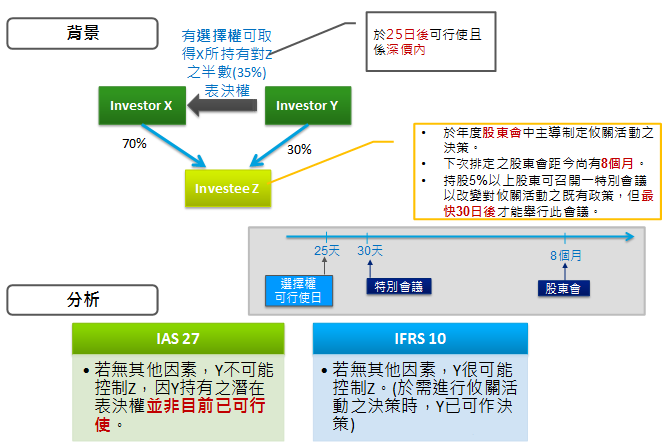 背景
有選擇權可取
得X所持有對Z
之半數(35%)
表決權
於25日後可行使且
係深價內
Investor X
Investor Y
70%
30%
Investee Z
• 於年度股東會中主導制定攸關活動之
決策。
• 下次排定之股東會距今尚有8個月。
• 持股5%以上股東可召開一特別會議
以改變對攸關活動之既有政策，但最
快30日後才能舉行此會議。
25天
30天
8個月
選擇權
可行使日
特別會議
股東會
分析
IAS 27
• 若無其他因素，Y不可能
控制Z，因Y持有之潛在
表決權並非目前已可行
使。
IFRS 10
• 若無其他因素，Y很可能
控制Z。(於需進行攸關活
動之決策時，Y已可作決
策)